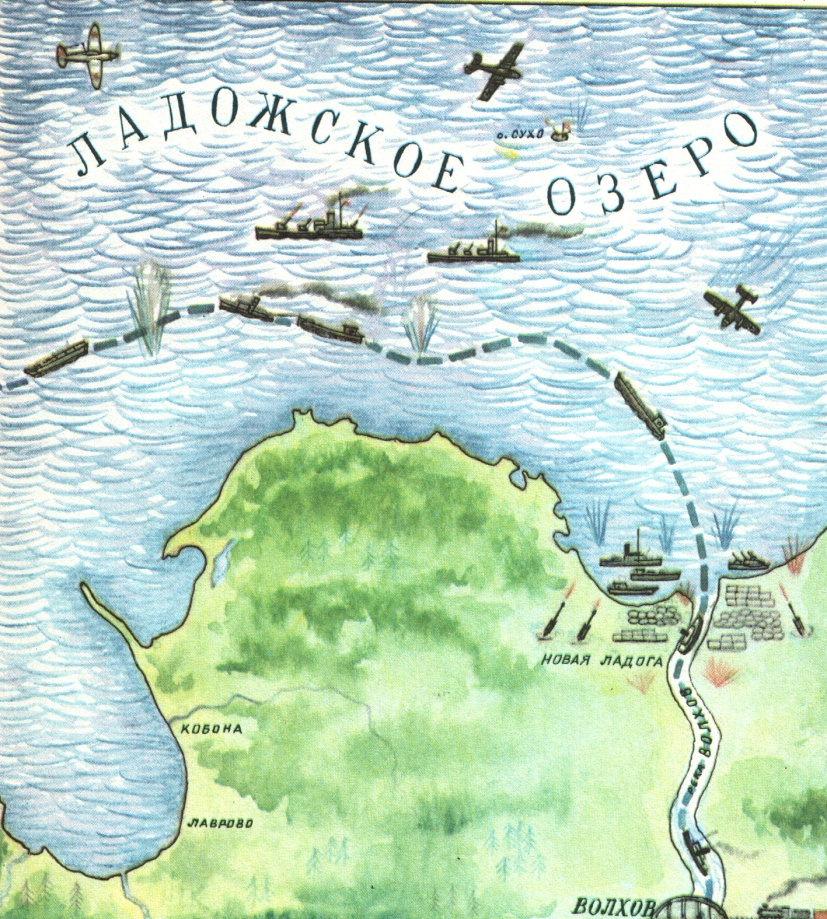 ЛАДОЖСКОЕ ОЗЕРО
о. СУХО
НОВАЯ ЛАДОГА
РЕКА ВОЛХОВ
КОБОНА
ЛАВРОВО
ВОЛХОВ